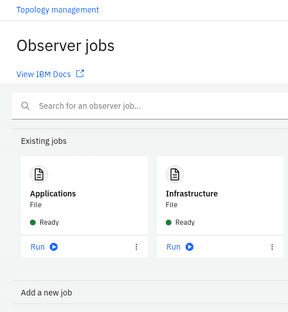 Topology management
Observer jobs
View IBM Docs
Search for an observer job...
Existing jobs
Applications
File
Ready
Run
Infrastructure
File
Ready
Run
Add a new job